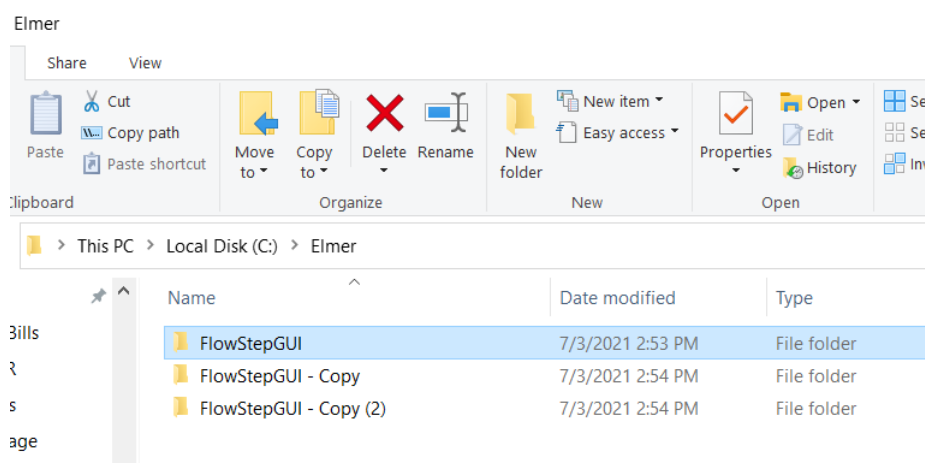 Elmer
Share View
Cut
Copy path
Paste shortcut
Paste
Move to
Copy to
Delete
Rename
New folder
New item
Easy access
Properties
Open
Edit
History
Organize
New
Open
This PC > Local Disk (C:) > Elmer
Name Date modified Type
FlowStepGUI 7/3/2021 2:53 PM File folder
FlowStepGUI - Copy 7/3/2021 2:54 PM File folder
FlowStepGUI - Copy (2) 7/3/2021 2:54 PM File folder